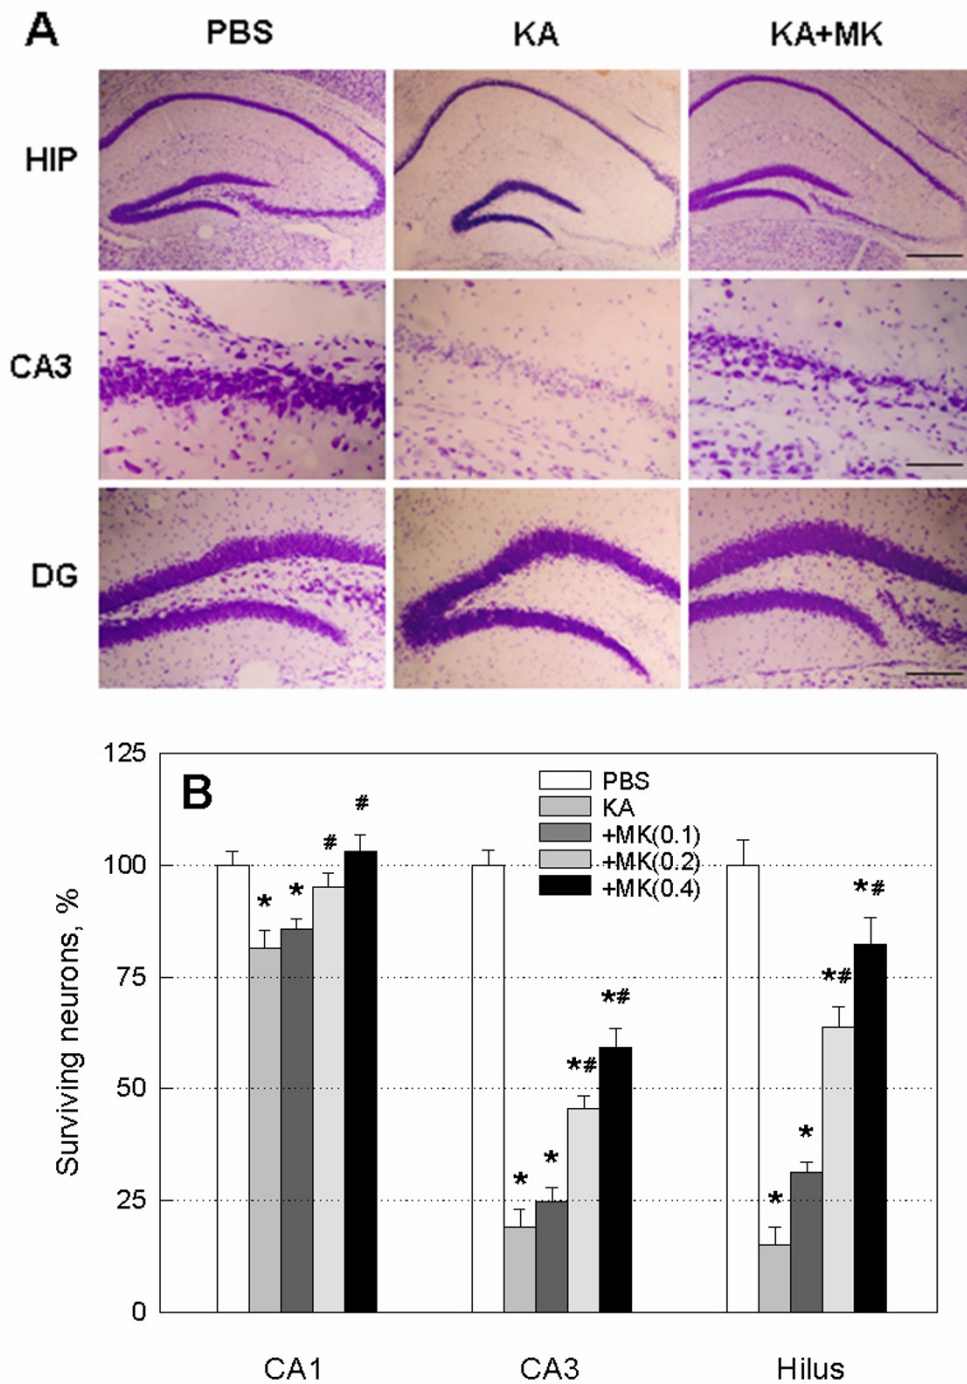 A
PBS KA KA+MK
HIP
CA3
DG
B
PBS
KA
+MK(0.1)
+MK(0.2)
+MK(0.4)
Surviving neurons, %
125
100
75
50
25
0
* * # #
* * *# *#
* * *# *#
CA1 CA3 Hilus